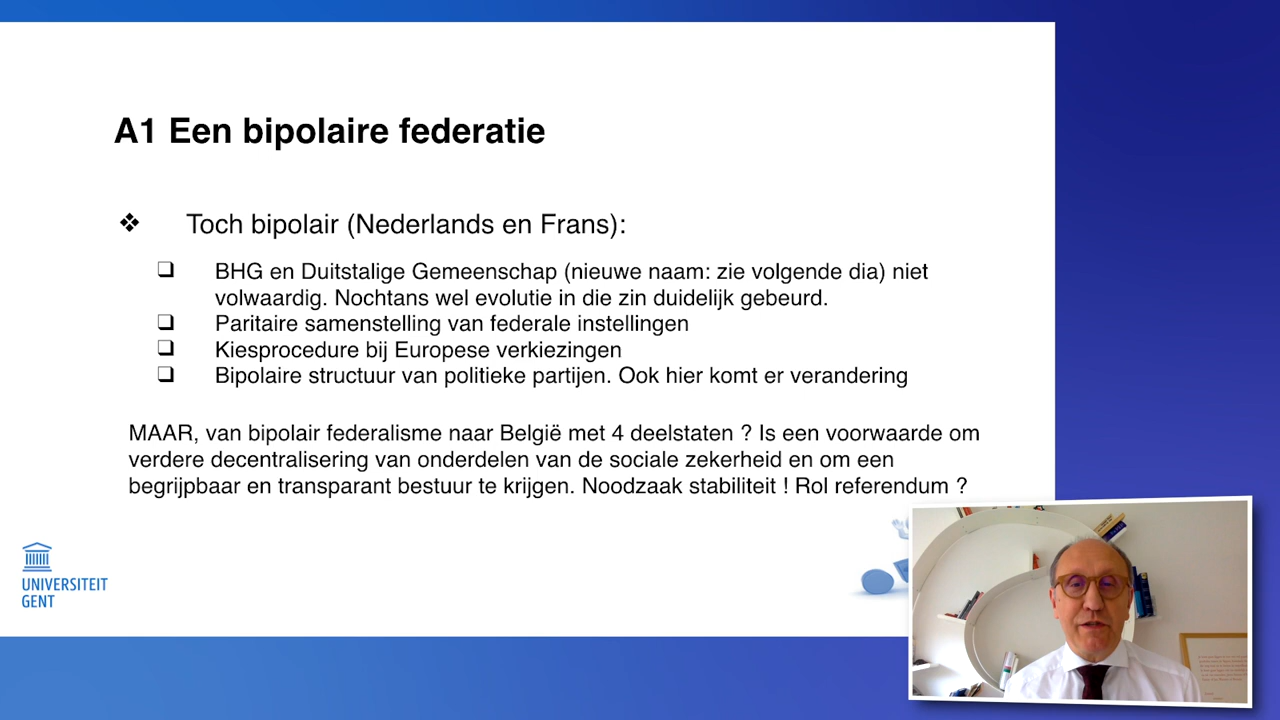 A1 Een bipolaire federatie
❖ Toch bipolair (Nederlands en Frans):
❑ BHG en Duitstalige Gemeenschap (nieuwe naam: zie volgende dia) niet
volwaardig. Nochtans wel evolutie in die zin duidelijk gebeurd.
❑ Paritaire samenstelling van federale instellingen
❑ Kiesprocedure bij Europese verkiezingen
❑ Bipolaire structuur van politieke partijen. Ook hier komt er verandering
MAAR, van bipolair federalisme naar België met 4 deelstaten ? Is een voorwaarde om
verdere decentralisering van onderdelen van de sociale zekerheid en om een
begrijpbaar en transparant bestuur te krijgen. Noodzaak stabiliteit ! Rol referendum ?
UNIVERSITEIT
GENT